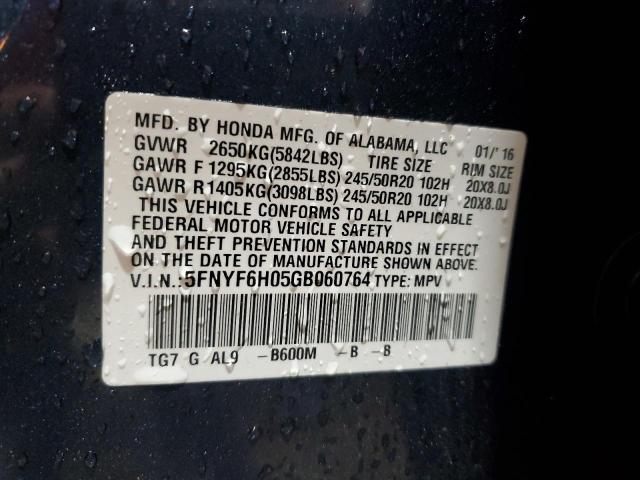 MFD. BY HONDA MFG. OF ALABAMA, LLC 01/'16
GVWR 2650KG(5842LBS) TIRE SIZE RIM SIZE
GAWR F 1295KG(2855LBS) 245/50R20 102H 20X8.0J
GAWR R1405KG(3098LBS) 245/50R20 102H 20X8.0J
THIS VEHICLE CONFORMS TO ALL APPLICABLE
FEDERAL MOTOR VEHICLE SAFETY
AND THEFT PREVENTION STANDARDS IN EFFECT
ON THE DATE OF MANUFACTURE SHOWN ABOVE.
V.I.N.:5FNYF6H05GB060764 TYPE: MPV
TG7 G AL9 -B600M -B -B